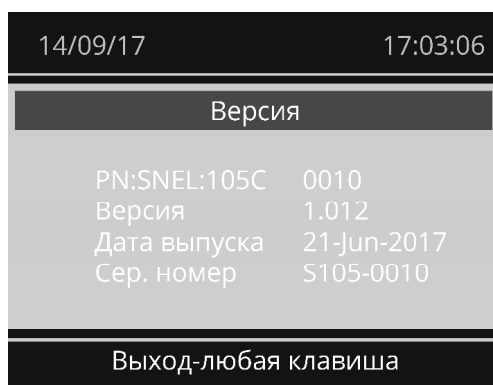 14/09/17 17:03:06
Версия
PN:SNEL:105C 0010
Версия 1.012
Дата выпуска 21-Jun-2017
Сер. номер S105-0010
Выход-любая клавиша